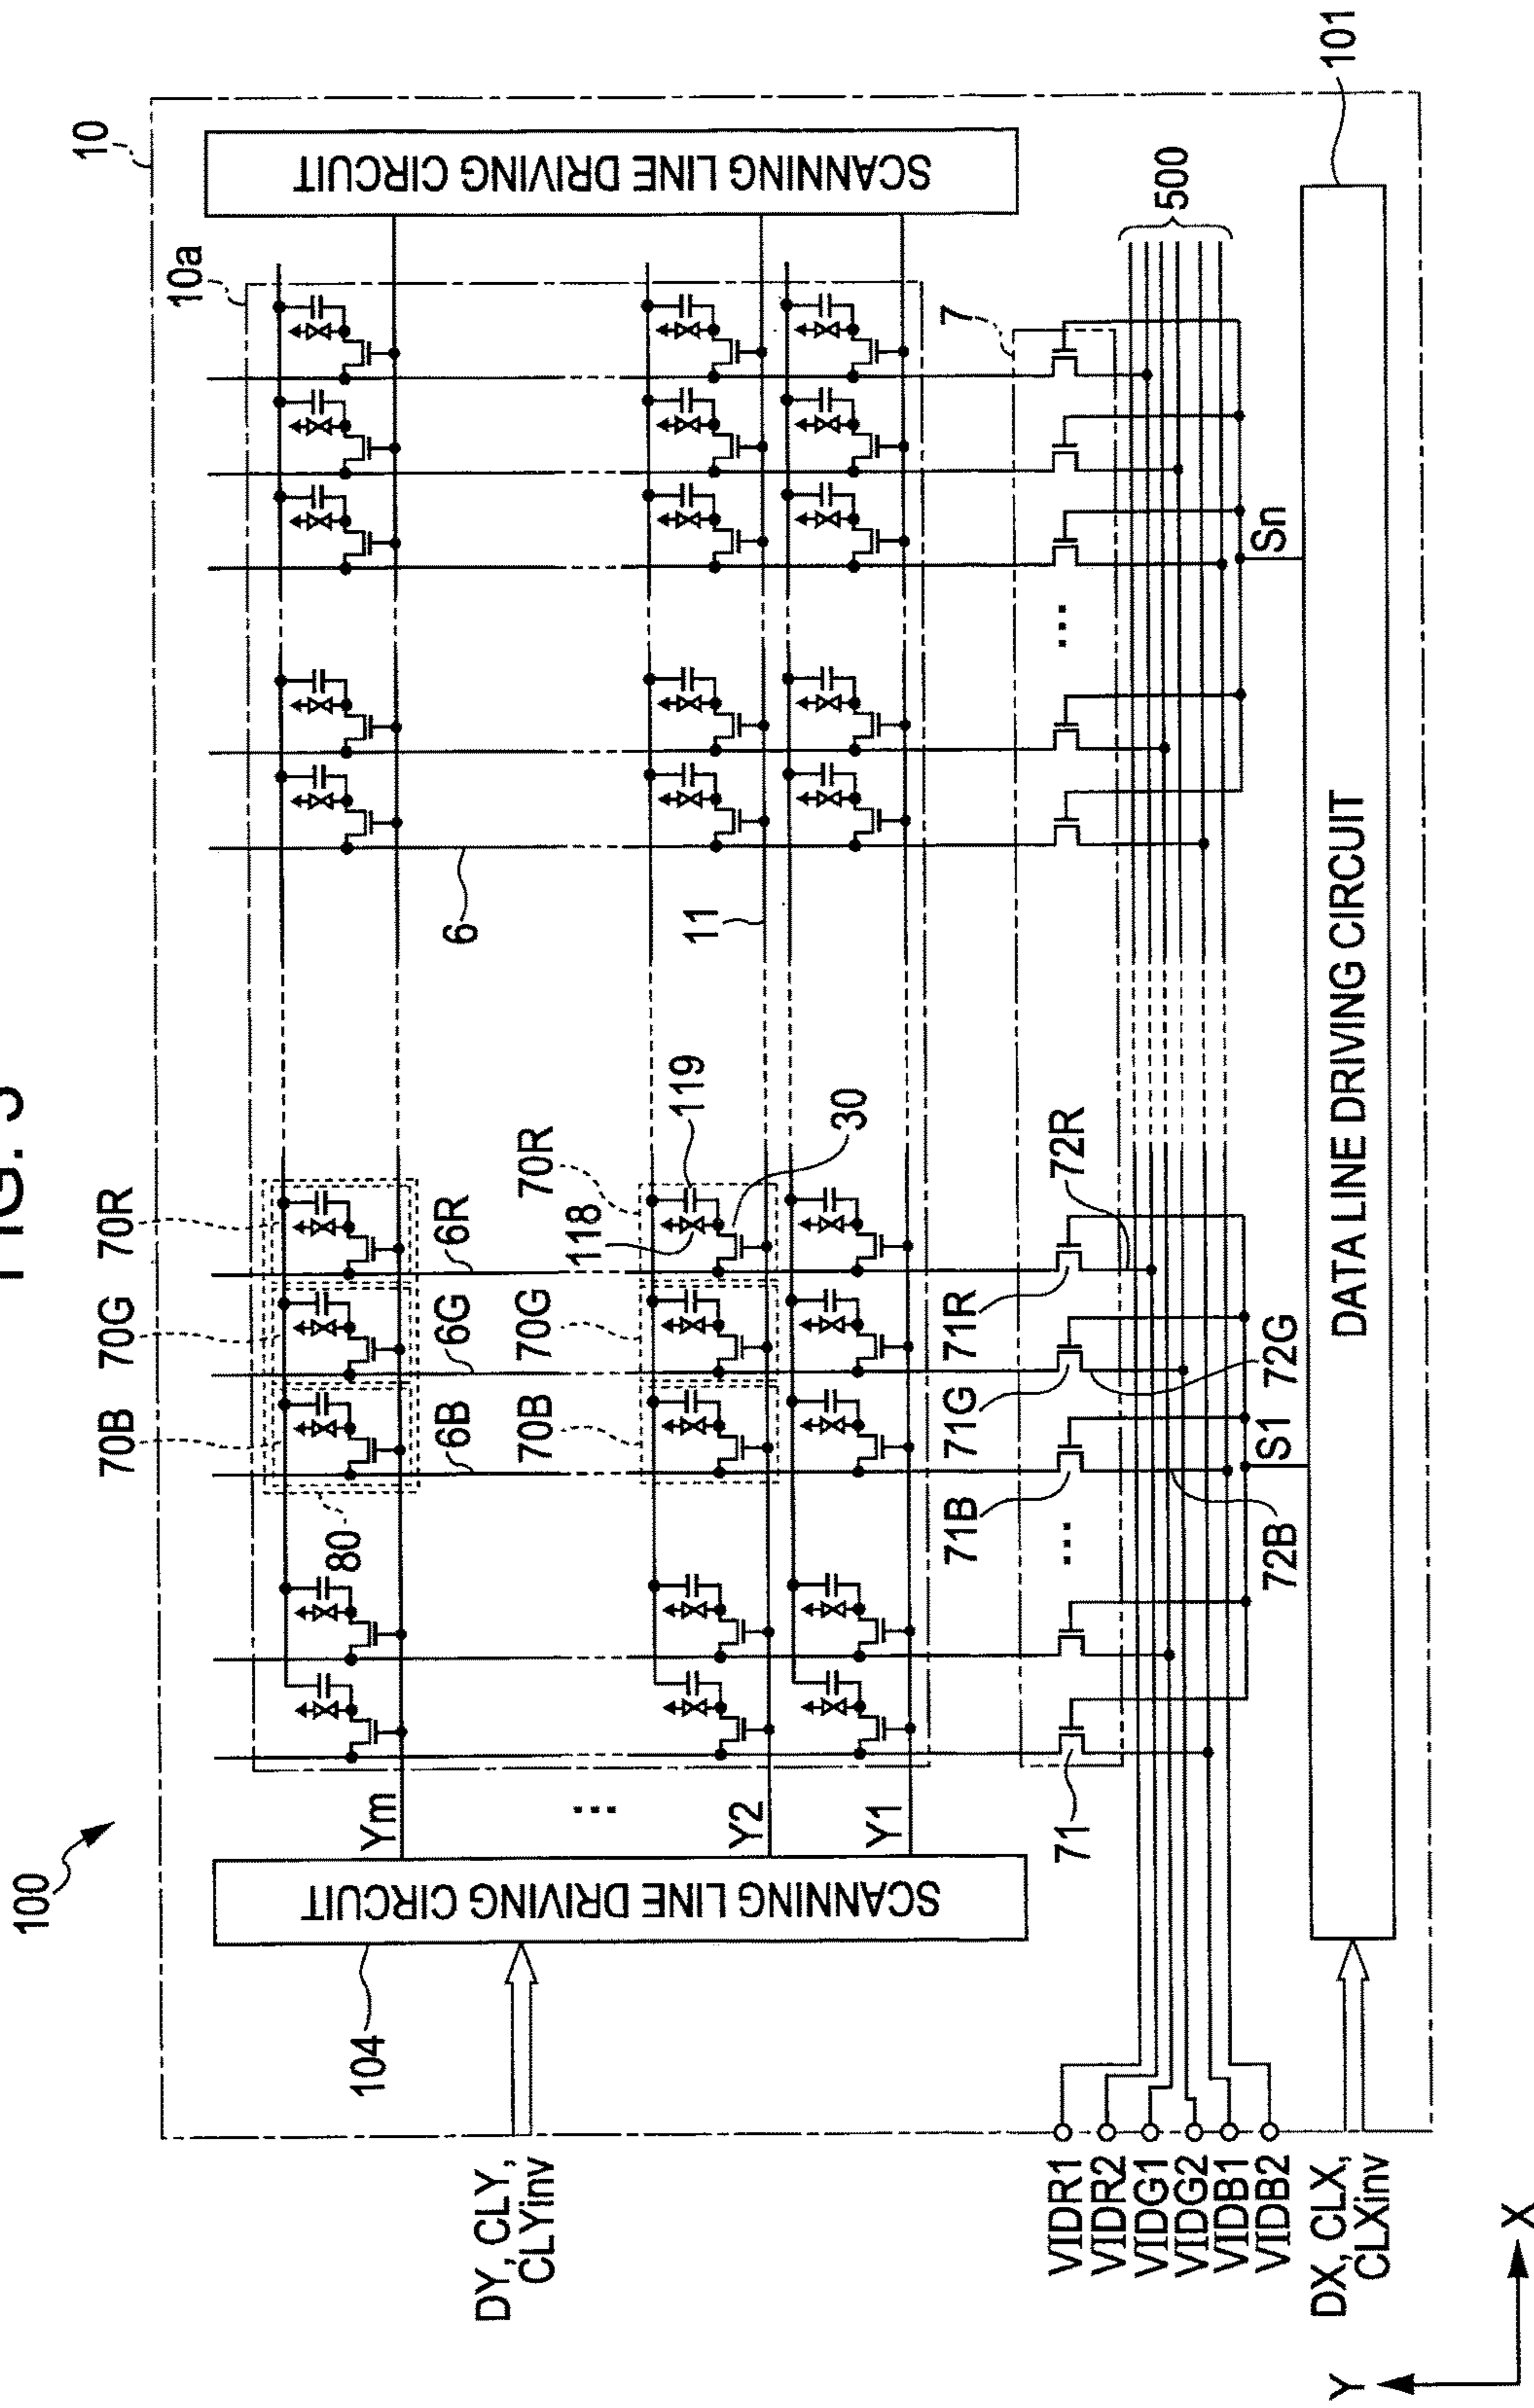 FIG. 3
100
10
10a
70B
70G
70R
80
6B
6G
6R
6
SCANNING LINE DRIVING CIRCUIT
SCANNING LINE DRIVING CIRCUIT
104
Ym
...
Y2
Y1
DY, CLY,
CLYinv
70B
70G
70R
118
119
30
11
7
71
71B
71G
71R
72R
...
...
500
72B
S1
72G
Sn
VIDR1
VIDR2
VIDG1
VIDG2
VIDB1
VIDB2
DX, CLX,
CLXinv
DATA LINE DRIVING CIRCUIT
101
Y
X